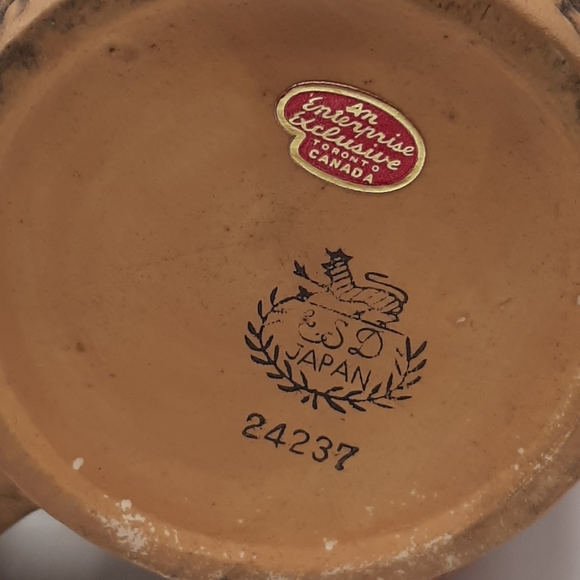 An
Enterprise
Exclusive
TORONTO
CANADA
ESD
JAPAN
24237